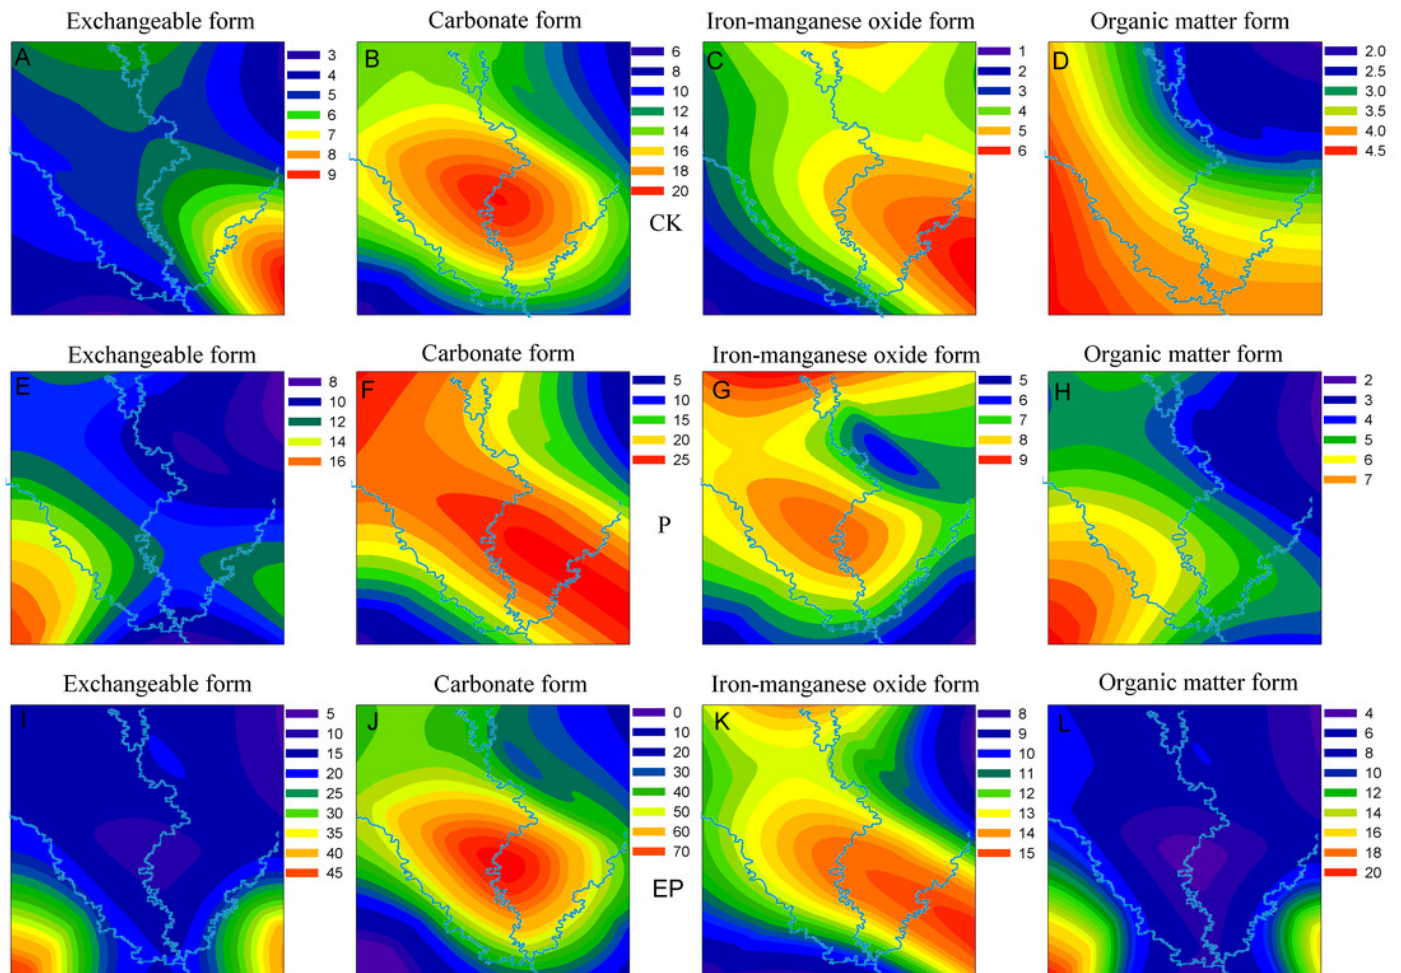 Exchangeable form Carbonate form Iron-manganese oxide form Organic matter form
A 3 4 5 6 7 8 9
B 6 8 10 12 14 16 18 20
C 1 2 3 4 5 6
D 2.0 2.5 3.0 3.5 4.0 4.5
CK
Exchangeable form Carbonate form Iron-manganese oxide form Organic matter form
E 8 10 12 14 16
F 5 10 15 20 25
G 5 6 7 8 9
H 2 3 4 5 6 7
P
Exchangeable form Carbonate form Iron-manganese oxide form Organic matter form
I 5 10 15 20 25 30 35 40 45
J 0 10 20 30 40 50 60 70
K 8 9 10 11 12 13 14 15
L 4 6 8 10 12 14 16 18 20
EP